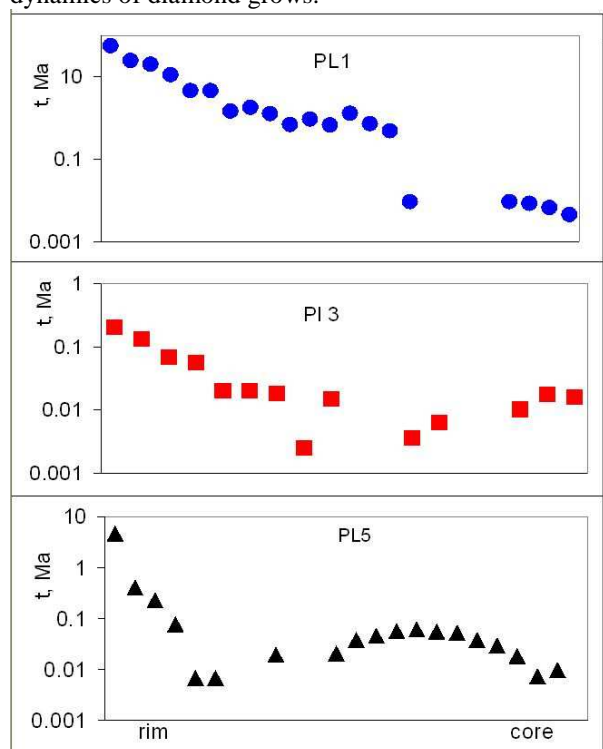 dynamics of diamond grows.
PL1
t, Ma
10
0.1
0.001
Pl 3
t, Ma
1
0.1
0.01
0.001
PL5
t, Ma
10
1
0.1
0.01
0.001
rim core